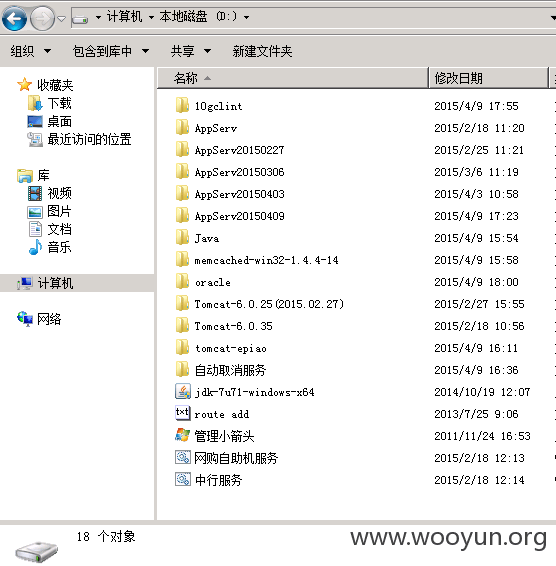 计算机 本地磁盘 (D:)
组织 包含到库中 共享 新建文件夹
收藏夹
下载
桌面
最近访问的位置
库
视频
图片
文档
音乐
计算机
网络
名称 修改日期
10gclint 2015/4/9 17:55
AppServ 2015/2/18 11:20
AppServ20150227 2015/2/25 11:21
AppServ20150306 2015/3/6 11:19
AppServ20150403 2015/4/3 10:58
AppServ20150409 2015/4/9 17:23
Java 2015/4/9 15:54
memcached-win32-1.4.4-14 2015/4/9 15:58
oracle 2015/4/9 18:00
Tomcat-6.0.25(2015.02.27) 2015/2/27 15:55
Tomcat-6.0.35 2015/2/18 10:56
tomcat-epiao 2015/4/9 16:11
自动取消服务 2015/4/9 16:36
jdk-7u71-windows-x64 2014/10/19 12:07
route add 2013/7/25 9:06
管理小箭头 2011/11/24 16:53
网购自助机服务 2015/2/18 12:13
中行服务 2015/2/18 12:14
18 个对象
www.wooyun.org